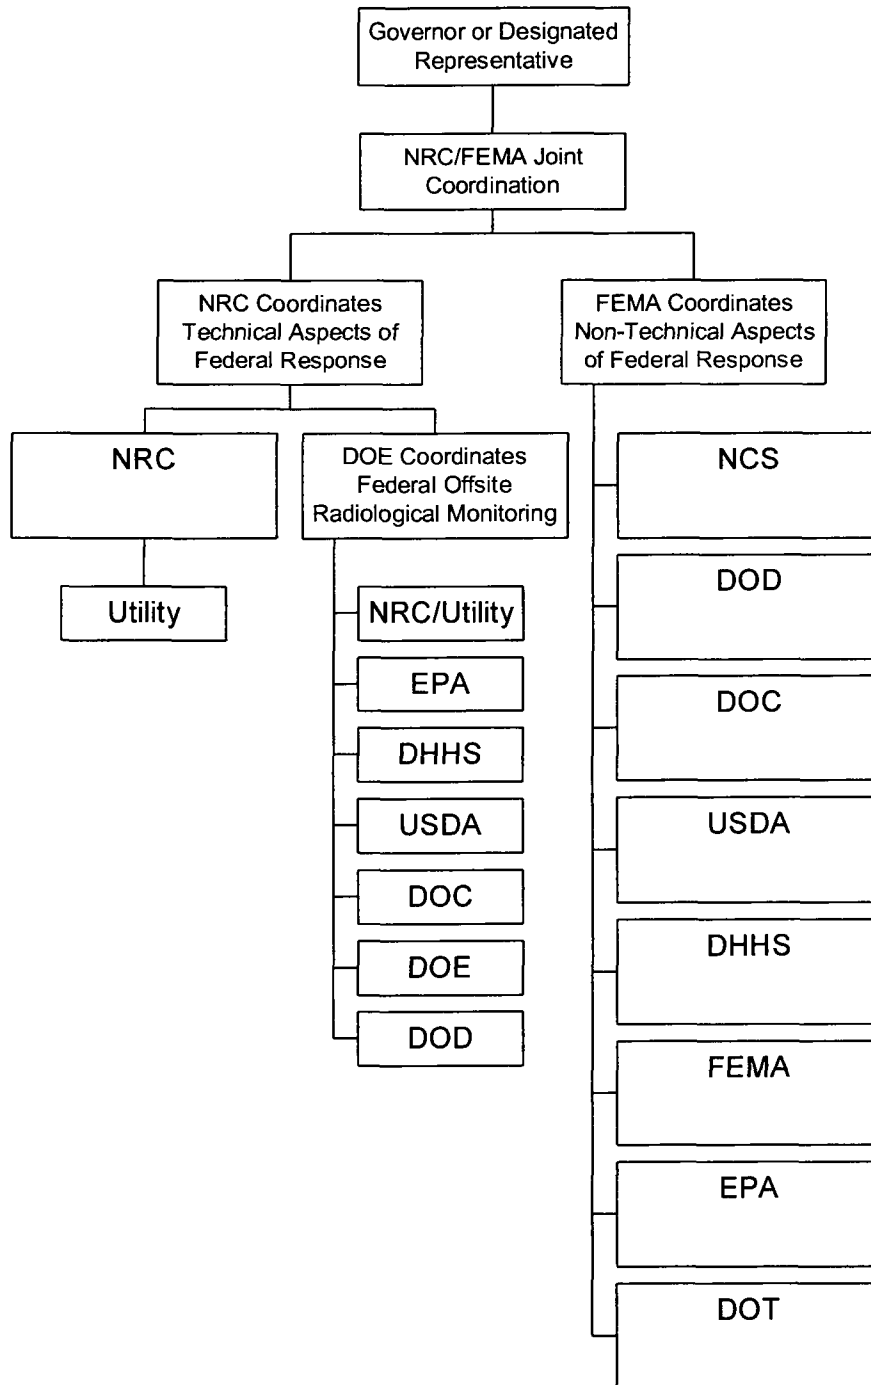 Governor or Designated
Representative
NRC/FEMA Joint
Coordination
NRC Coordinates
Technical Aspects of
Federal Response
FEMA Coordinates
Non-Technical Aspects
of Federal Response
NRC
Utility
DOE Coordinates
Federal Offsite
Radiological Monitoring
NRC/Utility
EPA
DHHS
USDA
DOC
DOE
DOD
NCS
DOD
DOC
USDA
DHHS
FEMA
EPA
DOT